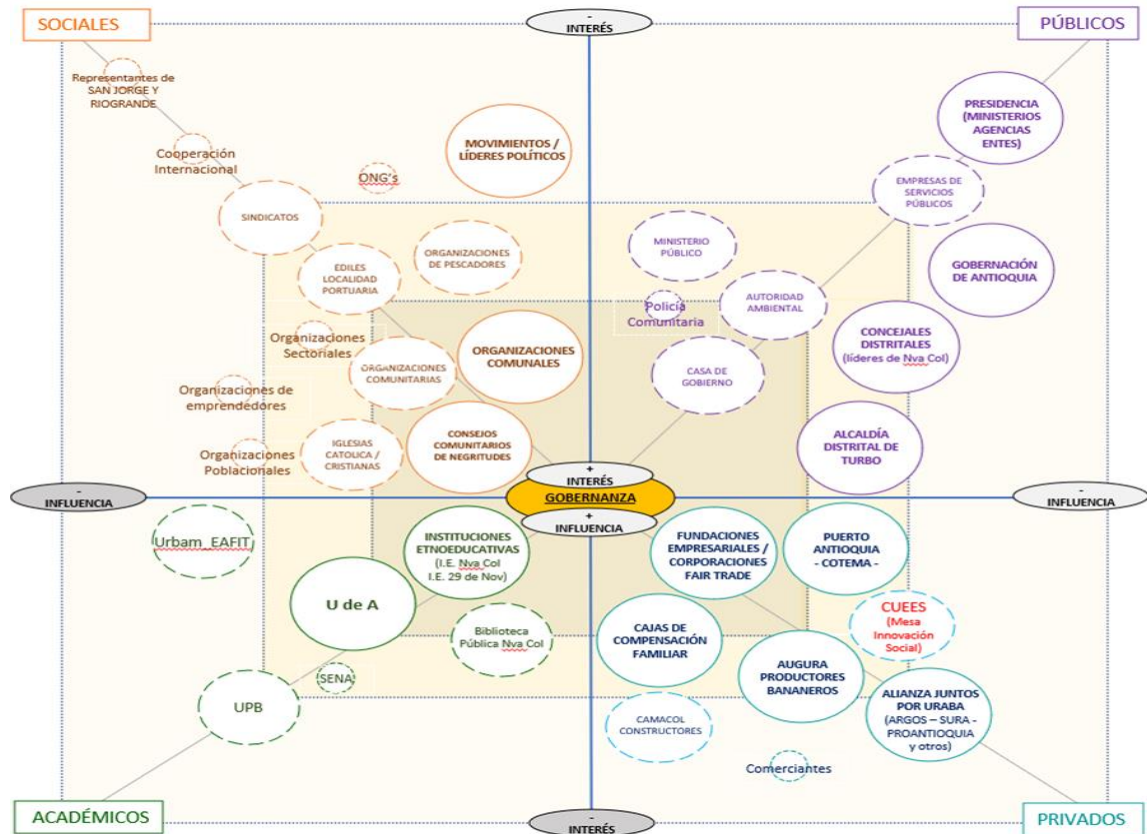 SOCIALES
-
INTERÉS
PÚBLICOS
Representantes de
SAN JORGE Y
RIOGRANDE
Cooperación
Internacional
ONG's
MOVIMIENTOS /
LÍDERES POLÍTICOS
SINDICATOS
EDILES
LOCALIDAD
PORTUARIA
ORGANIZACIONES
DE PESCADORES
Organizaciones
Sectoriales
ORGANIZACIONES
COMUNITARIAS
ORGANIZACIONES
COMUNALES
Organizaciones de
emprendedores
Organizaciones
Poblacionales
IGLESIAS
CATOLICA /
CRISTIANAS
CONSEJOS
COMUNITARIOS
DE NEGRITUDES
PRESIDENCIA
(MINISTERIOS
AGENCIAS
ENTES)
EMPRESAS DE
SERVICIOS
PÚBLICOS
MINISTERIO
PÚBLICO
GOBERNACIÓN
DE ANTIOQUIA
Policía
Comunitaria
AUTORIDAD
AMBIENTAL
CONCEJALES
DISTRITALES
(líderes de Nva Col)
CASA DE
GOBIERNO
ALCALDÍA
DISTRITAL DE
TURBO
-
INFLUENCIA
+
INTERÉS
GOBERNANZA
+
INFLUENCIA
-
INFLUENCIA
Urbam_EAFIT
INSTITUCIONES
ETNOEDUCATIVAS
(I.E. Nva Col
I.E. 29 de Nov)
U de A
Biblioteca
Pública Nva Col
SENA
UPB
FUNDACIONES
EMPRESARIALES /
CORPORACIONES
FAIR TRADE
PUERTO
ANTIOQUIA
- COTEMA -
CAJAS DE
COMPENSACIÓN
FAMILIAR
CUEES
(Mesa
Innovación
Social)
AUGURA
PRODUCTORES
BANANEROS
CAMACOL
CONSTRUCTORES
ALIANZA JUNTOS
POR URABA
(ARGOS – SURA -
PROANTIOQUIA
y otros)
Comerciantes
ACADÉMICOS
-
INTERÉS
PRIVADOS